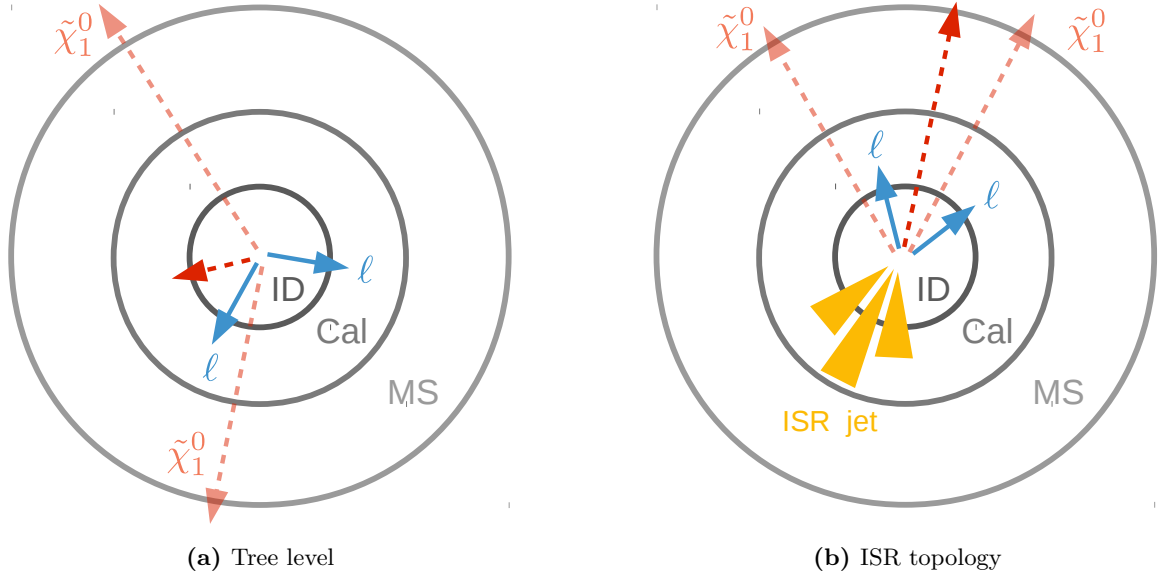 χ̃⁰₁
χ̃⁰₁
χ̃⁰₁
ℓ
ℓ
ID
ID
ℓ
Cal
Cal
ℓ
MS
MS
ISR jet
χ̃⁰₁
(a) Tree level
(b) ISR topology